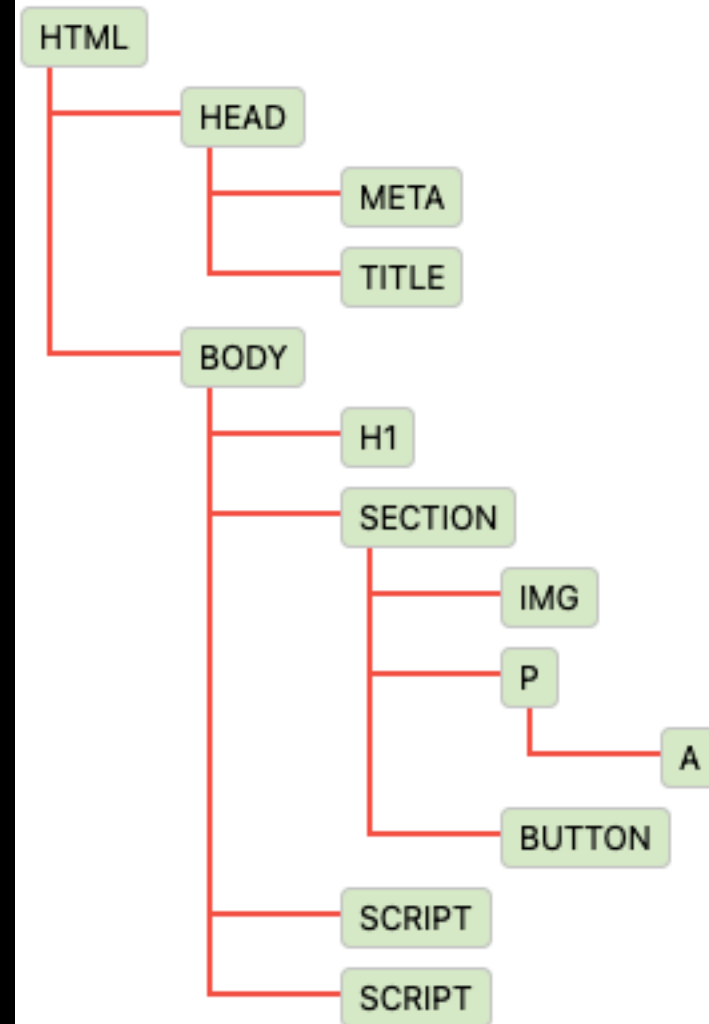 HTML
HEAD
META
TITLE
BODY
H1
SECTION
IMG
P
A
BUTTON
SCRIPT
SCRIPT